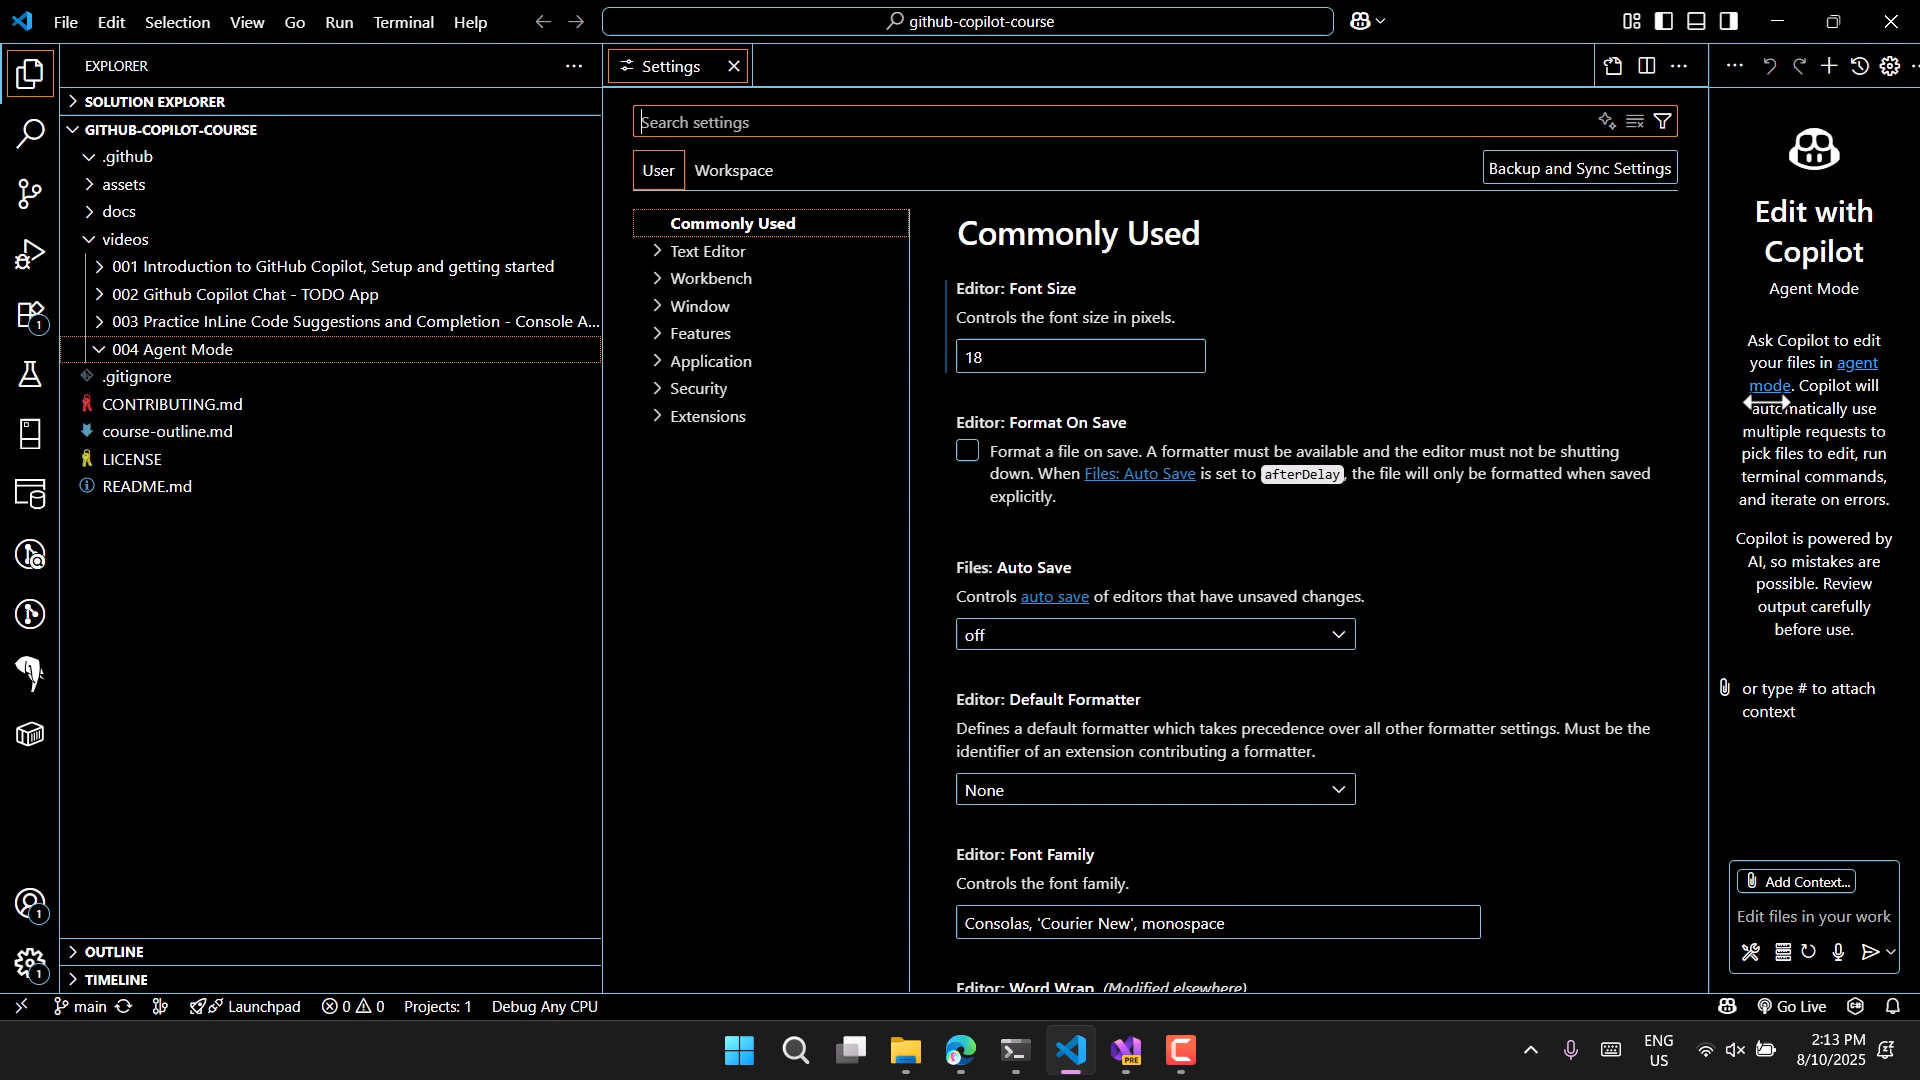 File Edit Selection View Go Run Terminal Help
github-copilot-course
EXPLORER
SOLUTION EXPLORER
GITHUB-COPILOT-COURSE
.github
assets
docs
videos
001 Introduction to GitHub Copilot, Setup and getting started
002 Github Copilot Chat - TODO App
003 Practice InLine Code Suggestions and Completion - Console A...
004 Agent Mode
.gitignore
CONTRIBUTING.md
course-outline.md
LICENSE
README.md
OUTLINE
TIMELINE
1
1
1
Settings
Search settings
User Workspace
Backup and Sync Settings
Commonly Used
Text Editor
Workbench
Window
Features
Application
Security
Extensions
Commonly Used
Editor: Font Size
Controls the font size in pixels.
18
Editor: Format On Save
Format a file on save. A formatter must be available and the editor must not be shutting
down. When Files: Auto Save is set to afterDelay, the file will only be formatted when saved
explicitly.
Files: Auto Save
Controls auto save of editors that have unsaved changes.
off
Editor: Default Formatter
Defines a default formatter which takes precedence over all other formatter settings. Must be the
identifier of an extension contributing a formatter.
None
Editor: Font Family
Controls the font family.
Consolas, 'Courier New', monospace
Editor: Word Wrap (Modified elsewhere)
Edit with
Copilot
Agent Mode
Ask Copilot to edit
your files in agent
mode. Copilot will
automatically use
multiple requests to
pick files to edit, run
terminal commands,
and iterate on errors.
Copilot is powered by
AI, so mistakes are
possible. Review
output carefully
before use.
or type # to attach
context
Add Context...
Edit files in your work
main Launchpad 0 0 Projects: 1 Debug Any CPU
Go Live
PRE
ENG
US
2:13 PM
8/10/2025